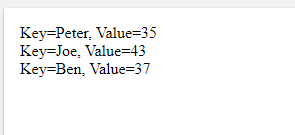 Key=Peter, Value=35
Key=Joe, Value=43
Key=Ben, Value=37